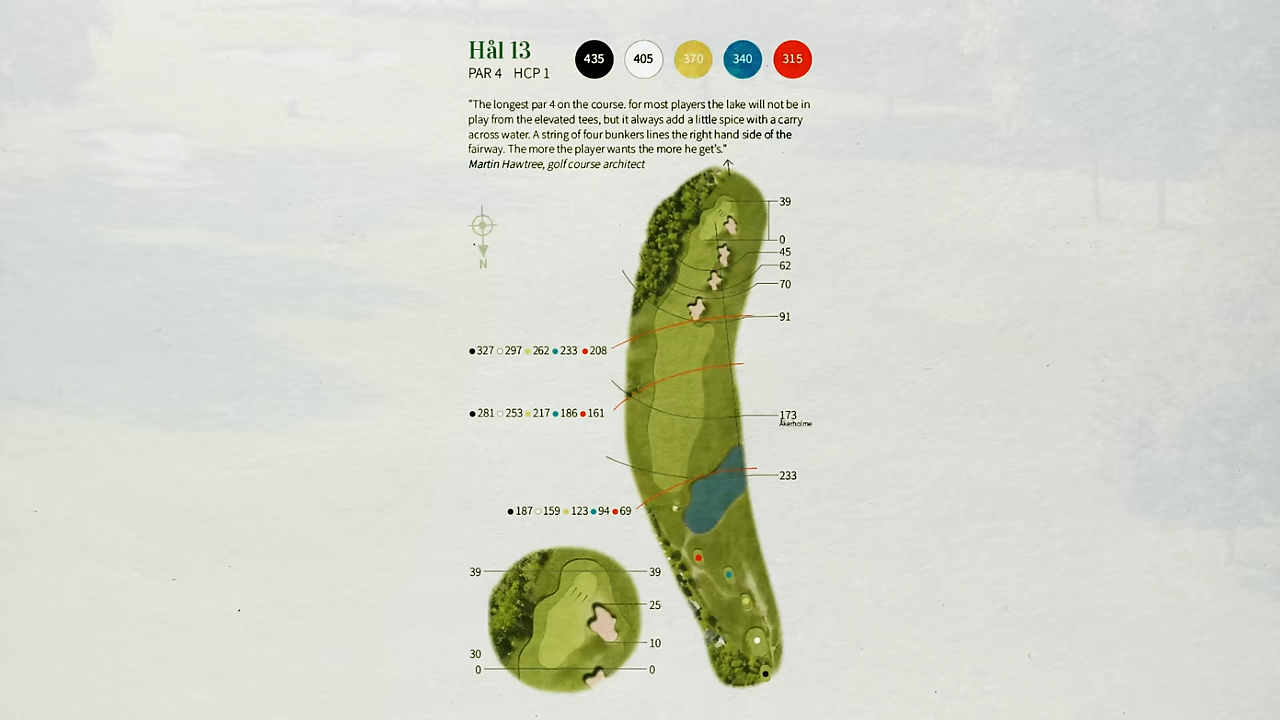 Hål 13
PAR 4 HCP 1
435 405 370 340 315
"The longest par 4 on the course. for most players the lake will not be in
play from the elevated tees, but it always add a little spice with a carry
across water. A string of four bunkers lines the right hand side of the
fairway. The more the player wants the more he get's."
Martin Hawtree, golf course architect
39
0
45
62
70
91
N
327 297 262 233 208
281 253 217 186 161
173
Åkerholme
233
187 159 123 94 69
39 39
25
10
30
0 0